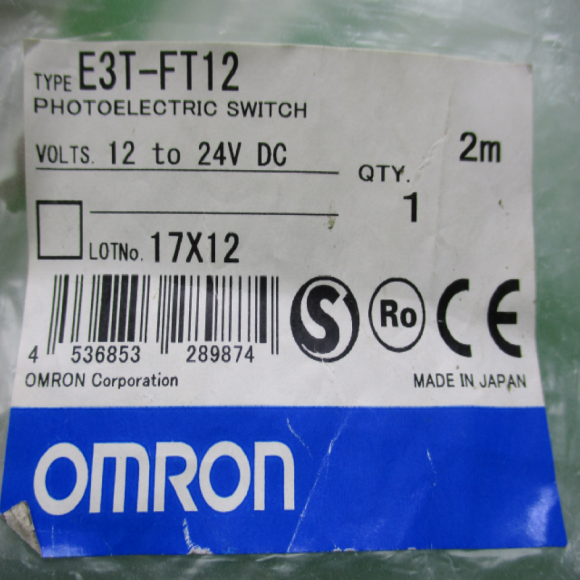 TYPE E3T-FT12
PHOTOELECTRIC SWITCH
VOLTS. 12 to 24V DC
2m
QTY.
1
LOTNo. 17X12
4 536853 289874
S
Ro
CE
OMRON Corporation
MADE IN JAPAN
OMRON